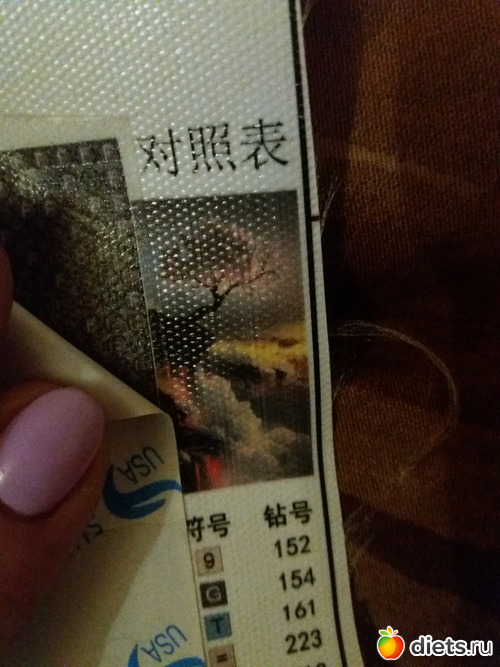 对照表
符号 钻号
9 152
G 154
T 161
= 223
USA
USA
diets.ru